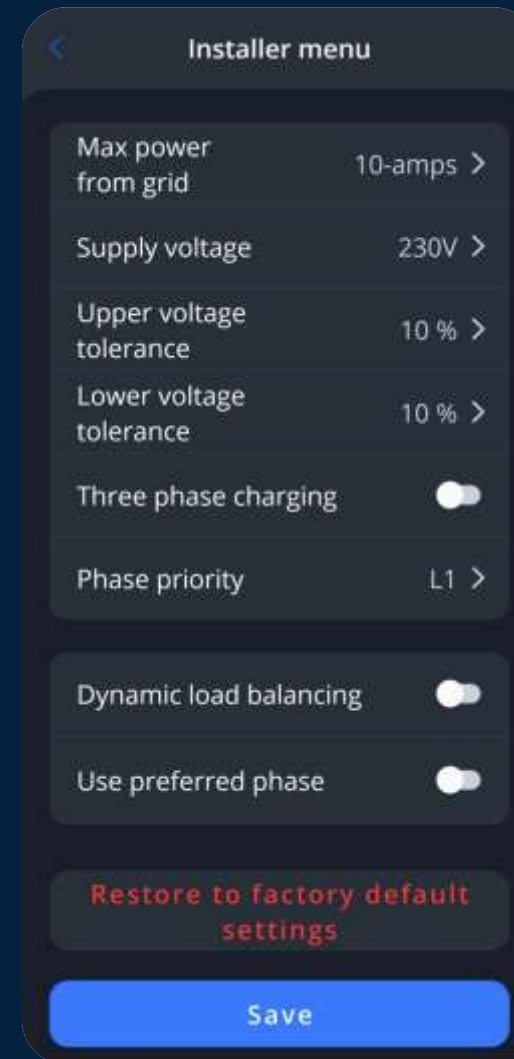 Installer menu
Max power
from grid
10-amps
Supply voltage
230V
Upper voltage
tolerance
10 %
Lower voltage
tolerance
10 %
Three phase charging
Phase priority
L1
Dynamic load balancing
Use preferred phase
Restore to factory default
settings
Save